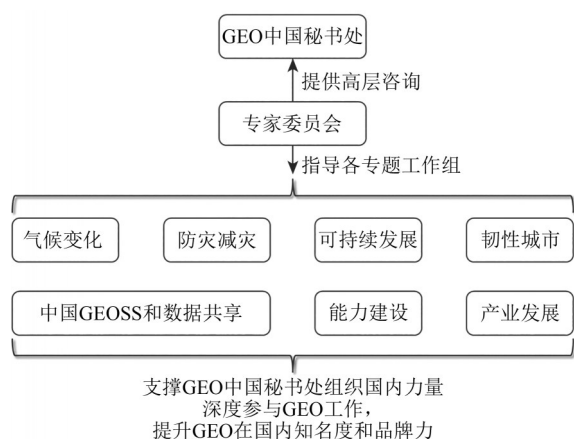 GEO中国秘书处
提供高层咨询
专家委员会
指导各专题工作组
气候变化
防灾减灾
可持续发展
韧性城市
中国GEOSS和数据共享
能力建设
产业发展
支撑GEO中国秘书处组织国内力量
深度参与GEO工作，
提升GEO在国内知名度和品牌力